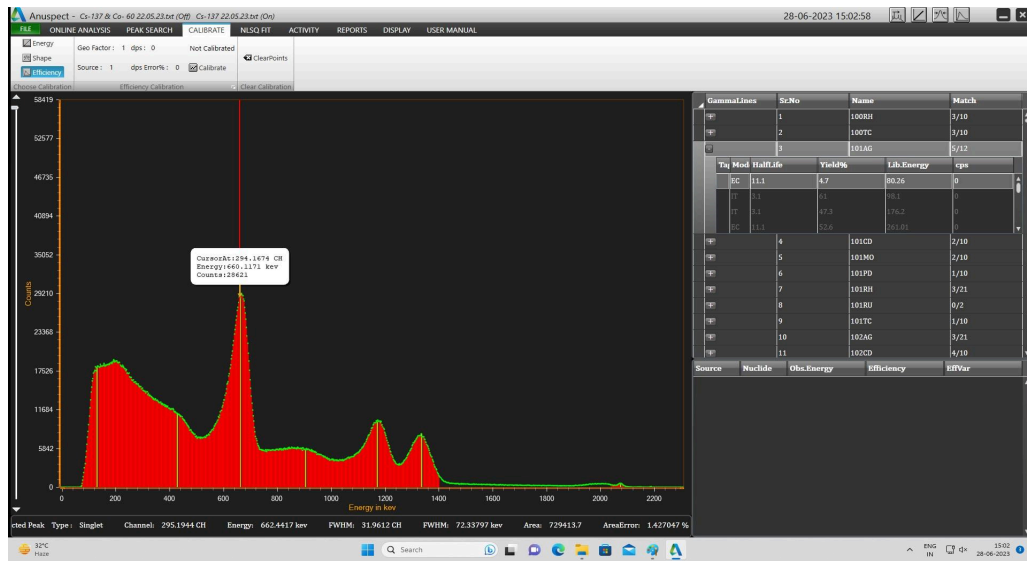 Anuspect - Cs-137 & Co- 60 22.05.23.txt (Off) Cs-137 22.05.23.txt (On) 28-06-2023 15:02:58
FILE ONLINE ANALYSIS PEAK SEARCH CALIBRATE NLSQ FIT ACTIVITY REPORTS DISPLAY USER MANUAL
Energy
Shape
Efficiency
Choose Calibration
Geo Factor : 1 dps : 0 Not Calibrated
Source : 1 dps Error% : 0 Calibrate
Efficiency Calibration
ClearPoints
Clear Calibration
58419
52577
46735
40894
35052
29210
23368
17526
11684
5842
0
Counts
CursorAt:294.1674 CH
Energy:660.1171 kev
Counts:28621
0 200 400 600 800 1000 1200 1400 1600 1800 2000 2200
Energy in kev
cted Peak Type : Singlet Channel: 295.1944 CH Energy: 662.4417 kev FWHM: 31.9612 CH FWHM: 72.33797 kev Area: 729413.7 AreaError: 1.427047 %
GammaLines Sr.No Name Match
1 100RH 3/10
2 100TC 3/10
3 101AG 5/12
Tag Mod HalfLife Yield% Lib.Energy cps
EC 11.1 4.7 80.26 0
IT 3.1 61 98.1 0
IT 3.1 47.3 176.2 0
EC 11.1 52.6 261.01 0
4 101CD 2/10
5 101MO 2/10
6 101PD 1/10
7 101RH 3/21
8 101RU 0/2
9 101TC 1/10
10 102AG 3/21
11 102CD 4/10
Source Nuclide Obs.Energy Efficiency EffVar
32°C
Haze
Search
ENG
IN
15:02
28-06-2023